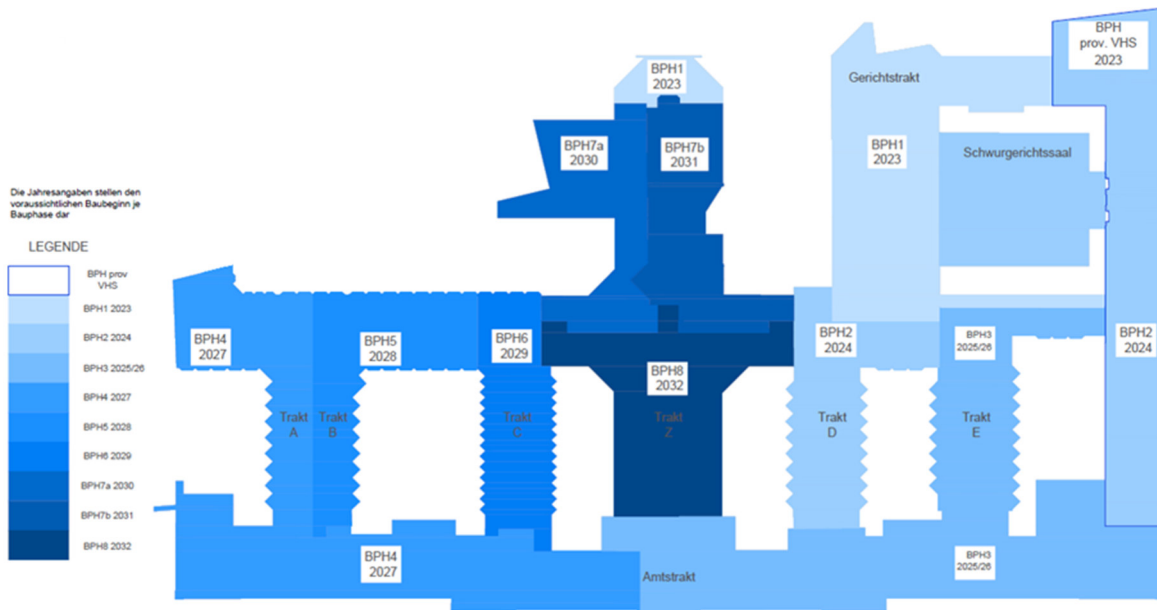 BPH
prov. VHS
2023
BPH1
2023
Gerichtstrakt
BPH7a
2030
BPH7b
2031
BPH1
2023
Schwurgerichtssaal
Die Jahresangaben stellen den
voraussichtlichen Baubeginn je
Bauphase dar
LEGENDE
BPH prov
VHS
BPH1 2023
BPH2 2024
BPH3 2025/26
BPH4 2027
BPH5 2028
BPH6 2029
BPH7a 2030
BPH7b 2031
BPH8 2032
BPH4
2027
BPH5
2028
BPH6
2029
BPH8
2032
BPH2
2024
BPH3
2025/26
BPH2
2024
Trakt
A
Trakt
B
Trakt
C
Trakt
Z
Trakt
D
Trakt
E
BPH4
2027
Amtstrakt
BPH3
2025/26